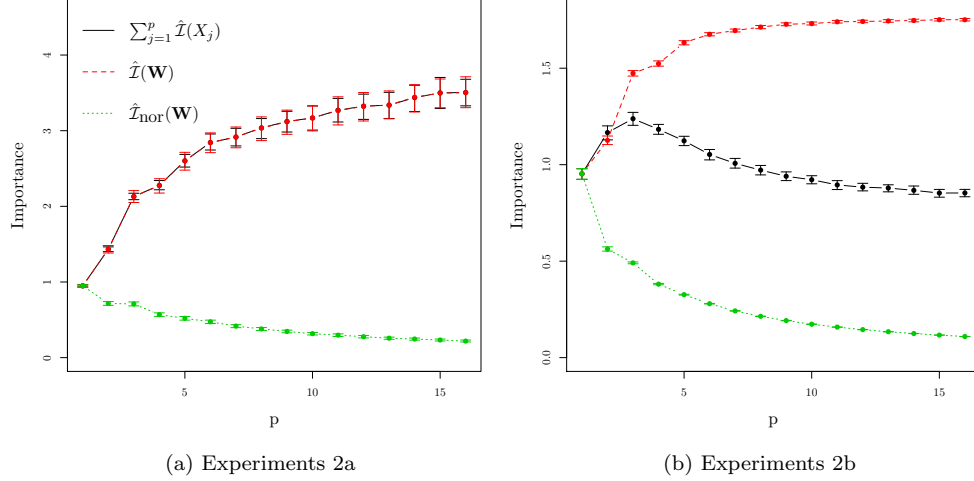 ∑_{j=1}^{p} Î(X_j)
Î(W)
Î_nor(W)
Importance
0
1
2
3
4
5
10
15
p
(a) Experiments 2a
Importance
0.0
0.5
1.0
1.5
5
10
15
p
(b) Experiments 2b